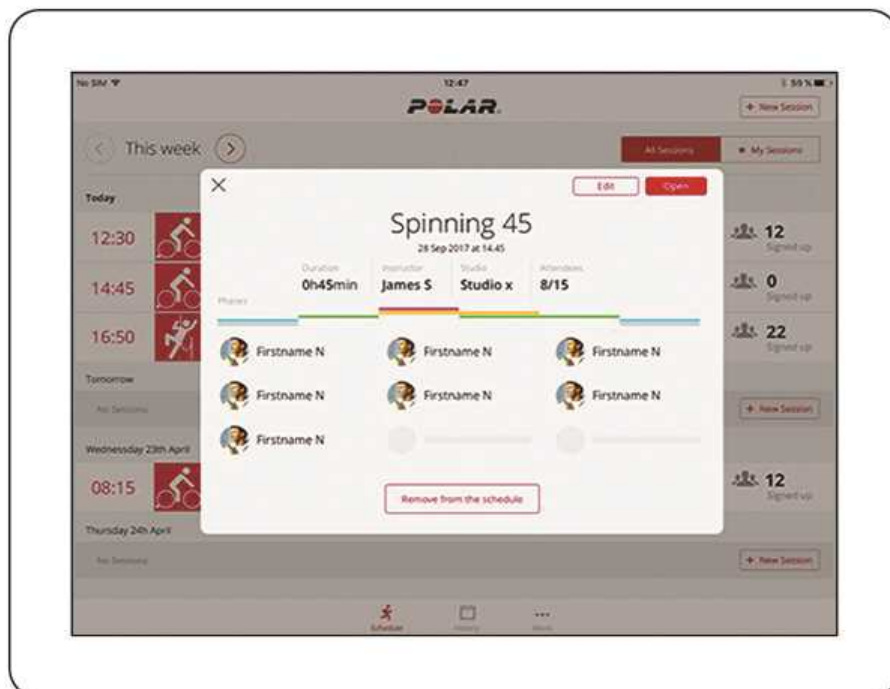 No SIM 12:47 59 %
POLAR.
+ New Session
This week All Sessions My Sessions
Edit Open
Today
Spinning 45
28 Sep 2017 at 14.45
12:30 12
Signed up
Duration Instructor Studio Attendees
0h45min James S Studio x 8/15
14:45 0
Signed up
Phases
16:50 22
Signed up
Firstname N Firstname N Firstname N
Tomorrow
Firstname N Firstname N Firstname N
No Sessions + New Session
Firstname N
Wednesday 23th April
08:15 12
Signed up
Remove from the schedule
Thursday 24h April
No Sessions + New Session
Schedule History More